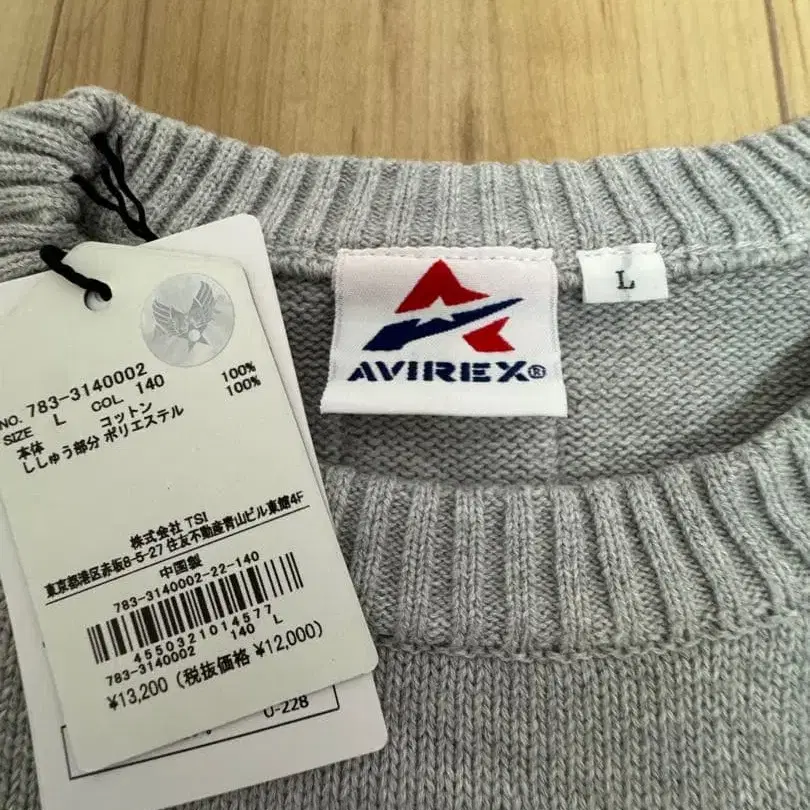 NO. 783-3140002
SIZE L COL 140
本体 コットン 100%
ししゅう部分 ポリエステル 100%
株式会社 TSI
東京都港区赤坂8-5-27 住友不動産青山ビル東館4F
中国製
783-3140002-22-140
4550321014577
783-3140002 140 L
¥13,200 (税抜価格 ¥12,000)
0-228
AVIREX®
L